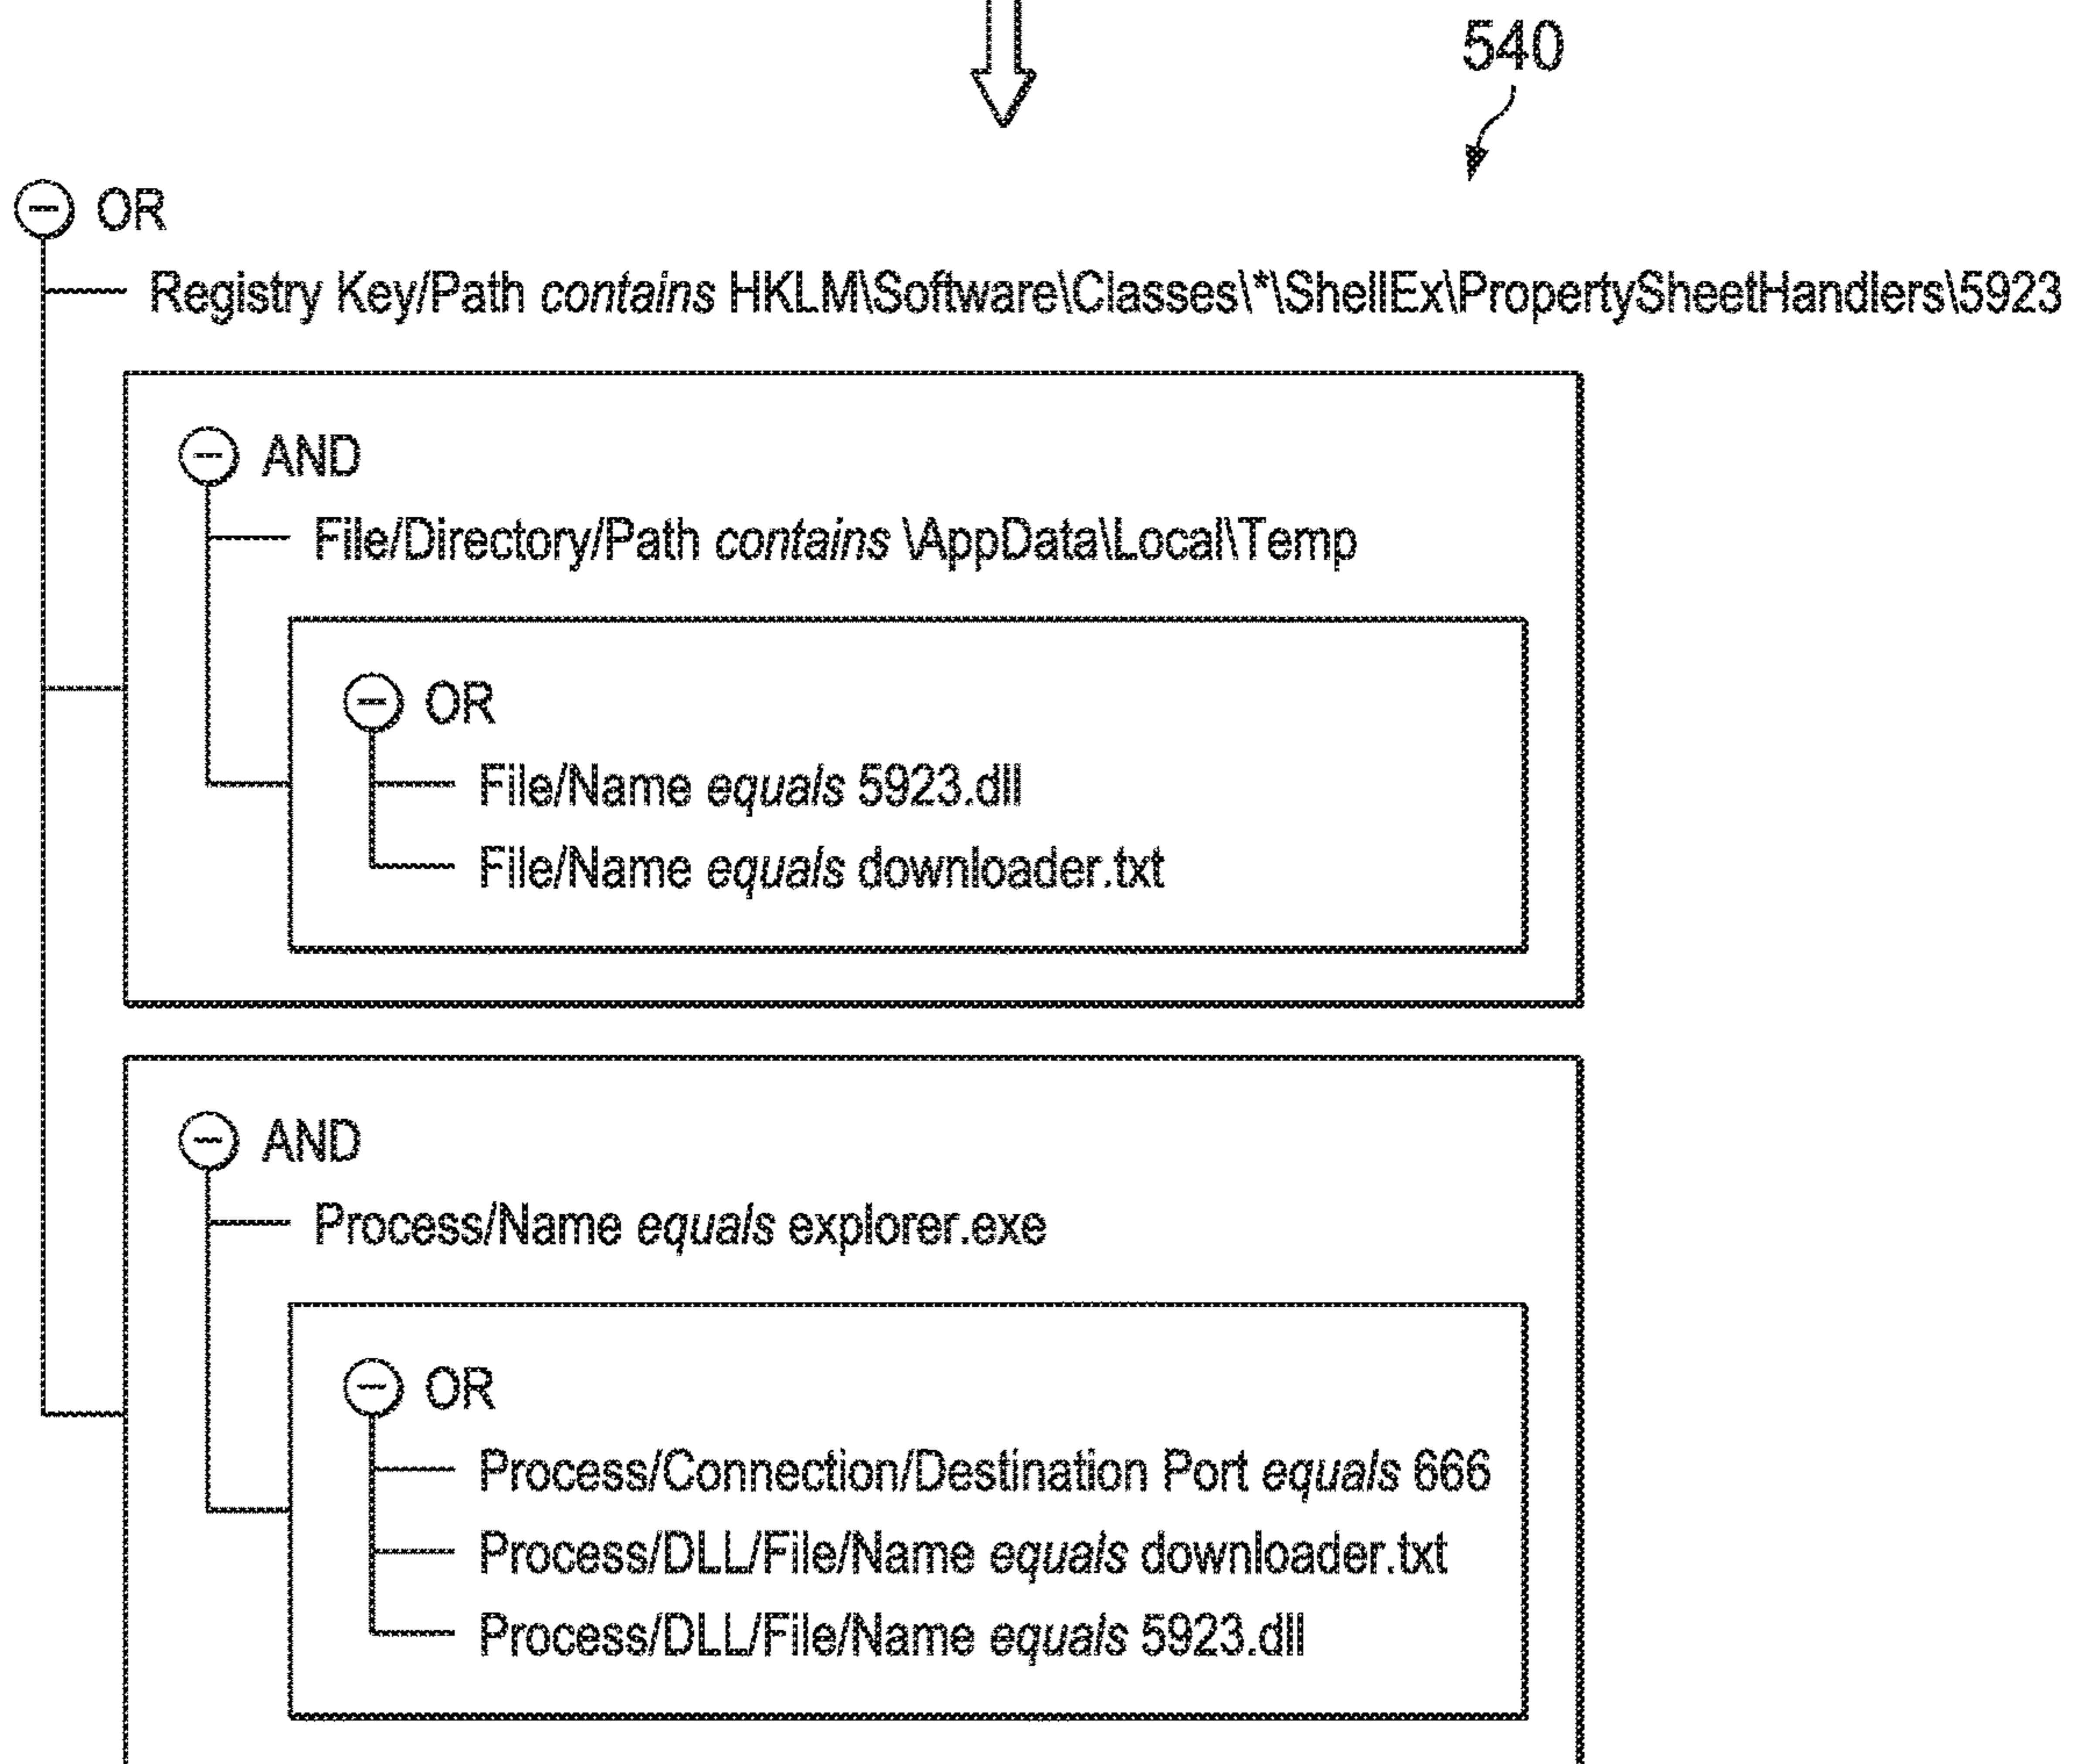 540
OR
Registry Key/Path contains HKLM\Software\Classes\*\ShellEx\PropertySheetHandlers\5923
AND
File/Directory/Path contains \AppData\Local\Temp
OR
File/Name equals 5923.dll
File/Name equals downloader.txt
AND
Process/Name equals explorer.exe
OR
Process/Connection/Destination Port equals 666
Process/DLL/File/Name equals downloader.txt
Process/DLL/File/Name equals 5923.dll